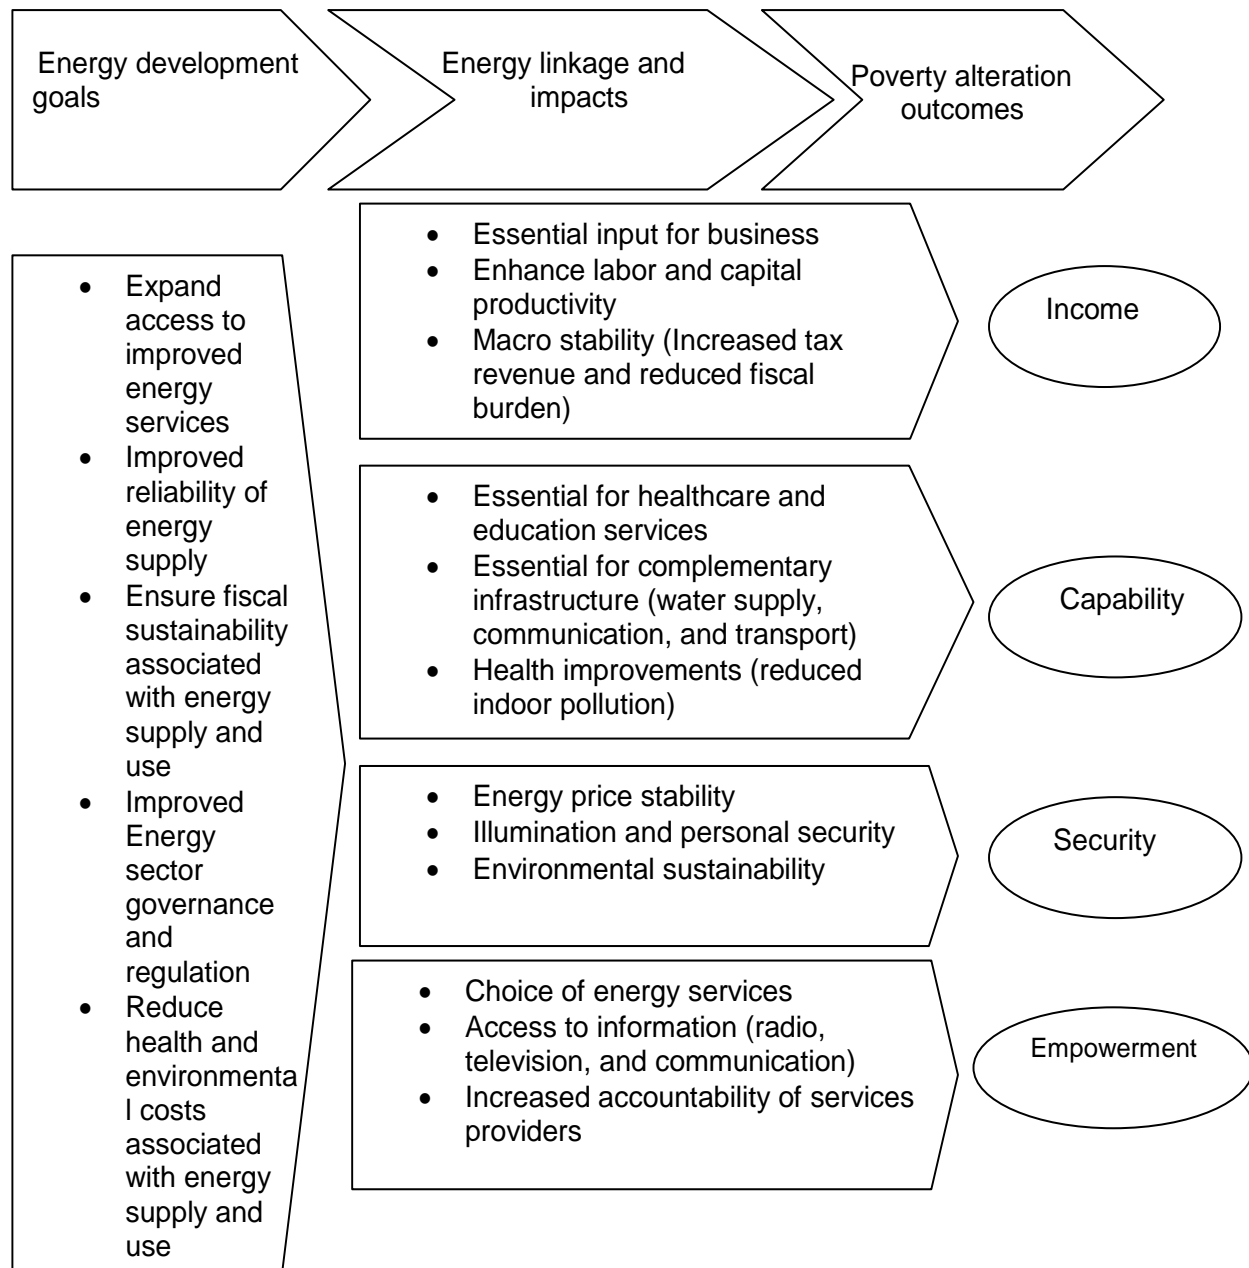 Energy development
goals
Energy linkage and
impacts
Poverty alteration
outcomes
• Expand
access to
improved
energy
services
• Improved
reliability of
energy
supply
• Ensure fiscal
sustainability
associated
with energy
supply and
use
• Improved
Energy
sector
governance
and
regulation
• Reduce
health and
environmenta
l costs
associated
with energy
supply and
use
• Essential input for business
• Enhance labor and capital
productivity
• Macro stability (Increased tax
revenue and reduced fiscal
burden)
Income
• Essential for healthcare and
education services
• Essential for complementary
infrastructure (water supply,
communication, and transport)
• Health improvements (reduced
indoor pollution)
Capability
• Energy price stability
• Illumination and personal security
• Environmental sustainability
Security
• Choice of energy services
• Access to information (radio,
television, and communication)
• Increased accountability of services
providers
Empowerment